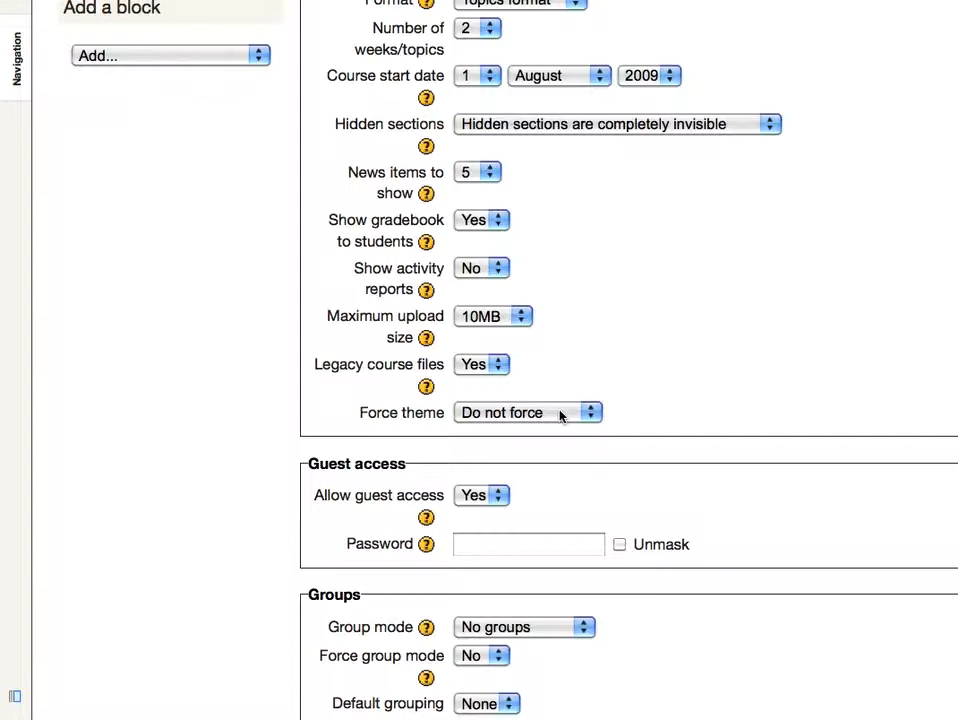 Add a block
Format Topics format
Navigation
Number of 2
weeks/topics
Add...
Course start date 1 August 2009
Hidden sections Hidden sections are completely invisible
News items to 5
show
Show gradebook Yes
to students
Show activity No
reports
Maximum upload 10MB
size
Legacy course files Yes
Force theme Do not force
Guest access
Allow guest access Yes
Password Unmask
Groups
Group mode No groups
Force group mode No
Default grouping None